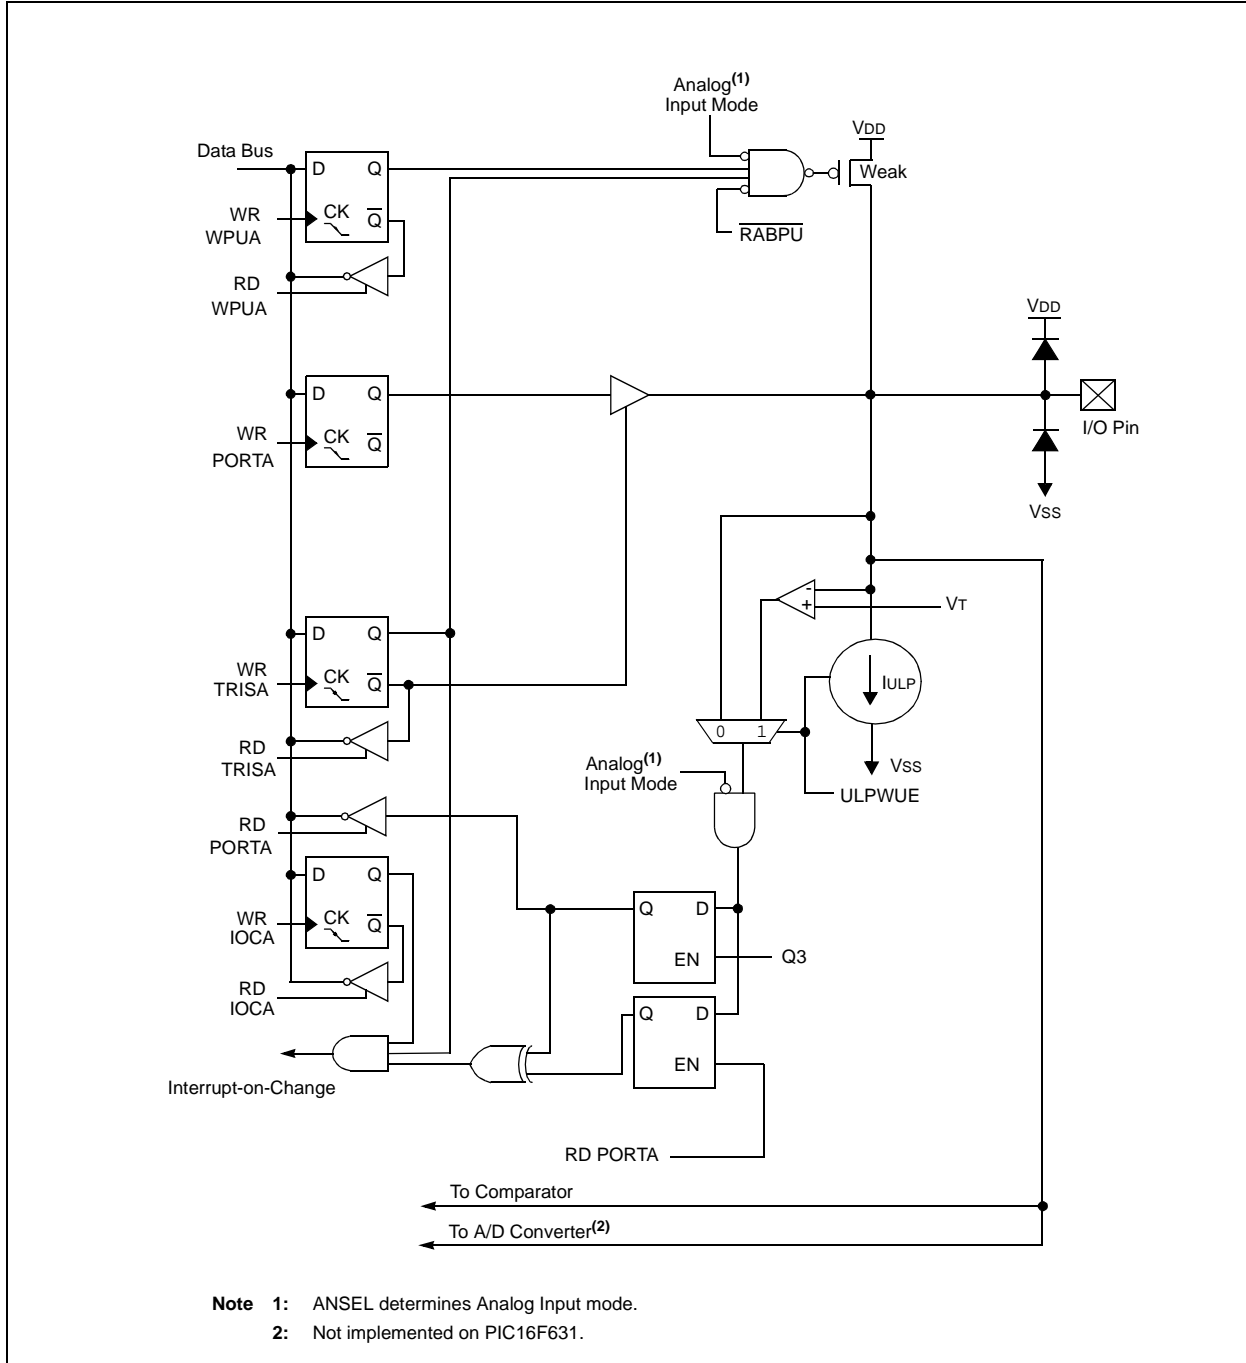 Analog(1)
Input Mode
VDD
Data Bus
D Q
Weak
WR
WPUA
CK Q
RABPU
RD
WPUA
VDD
D Q
WR
PORTA
CK Q
I/O Pin
VSS
-
+
VT
D Q
WR
TRISA
CK Q
IULP
0 1
RD
TRISA
Analog(1)
Input Mode
VSS
ULPWUE
RD
PORTA
D Q
WR
IOCA
CK Q
Q D
EN
Q3
RD
IOCA
Q D
EN
Interrupt-on-Change
RD PORTA
To Comparator
To A/D Converter(2)
Note 1: ANSEL determines Analog Input mode.
2: Not implemented on PIC16F631.